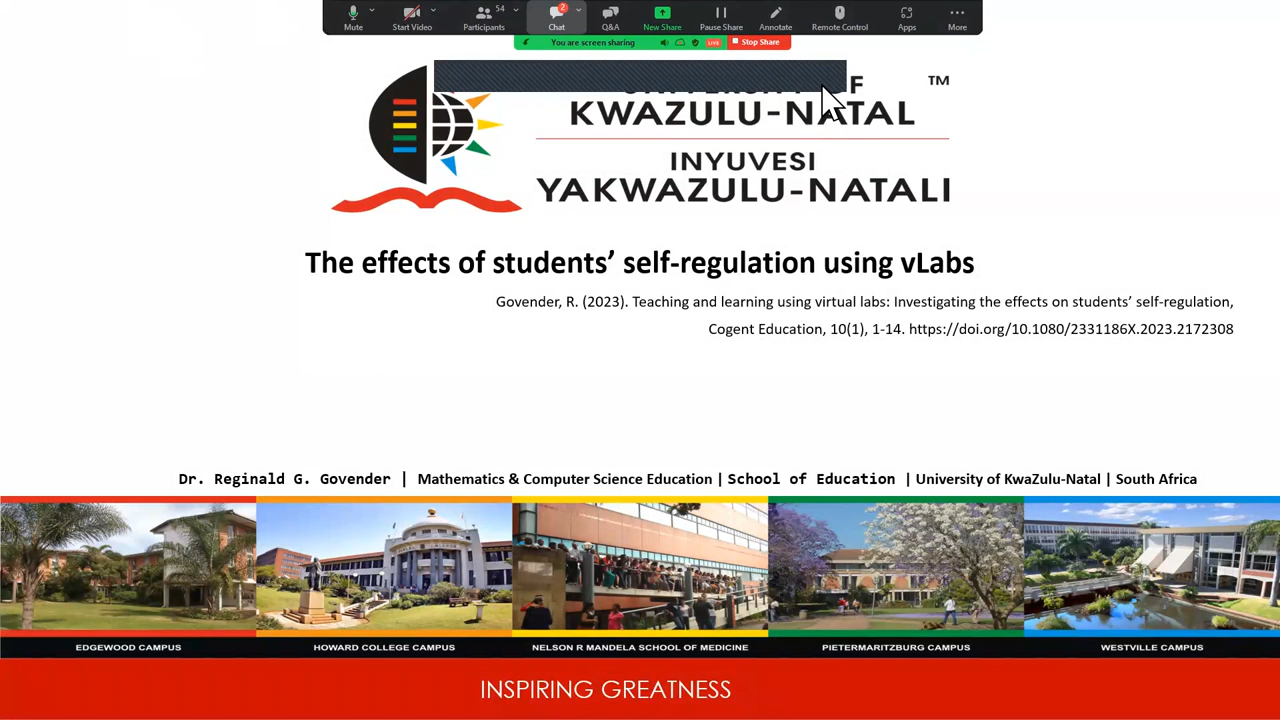 54
2
Mute
Start Video
Participants
Chat
Q&A
New Share
Pause Share
Annotate
Remote Control
Apps
More
You are screen sharing
LIVE
Stop Share
TM
KWAZULU-NATAL
INYUVESI
YAKWAZULU-NATALI
The effects of students’ self-regulation using vLabs
Govender, R. (2023). Teaching and learning using virtual labs: Investigating the effects on students’ self-regulation,
Cogent Education, 10(1), 1-14. https://doi.org/10.1080/2331186X.2023.2172308
Dr. Reginald G. Govender | Mathematics & Computer Science Education | School of Education | University of KwaZulu-Natal | South Africa
EDGEWOOD CAMPUS
HOWARD COLLEGE CAMPUS
NELSON R MANDELA SCHOOL OF MEDICINE
PIETERMARITZBURG CAMPUS
WESTVILLE CAMPUS
INSPIRING GREATNESS